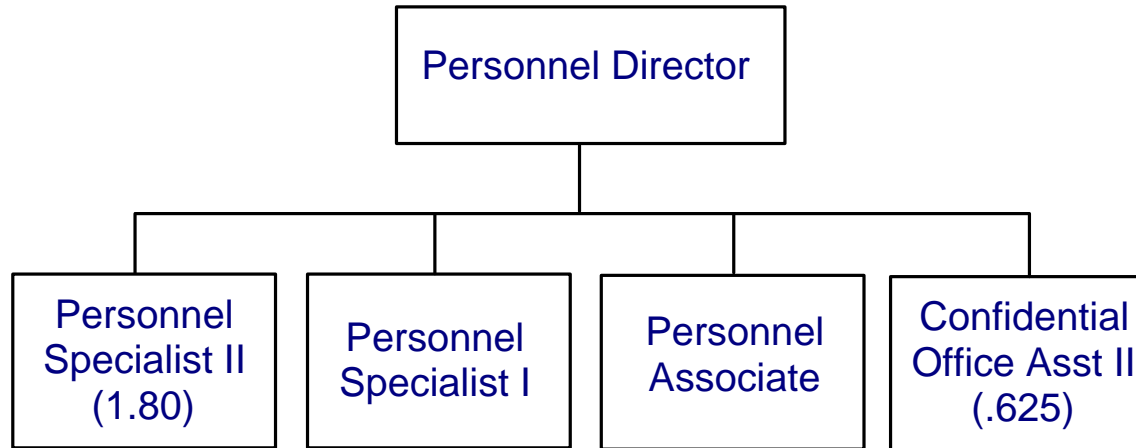 Personnel Director
Personnel
Specialist II
(1.80)
Personnel
Specialist I
Personnel
Associate
Confidential
Office Asst II
(.625)